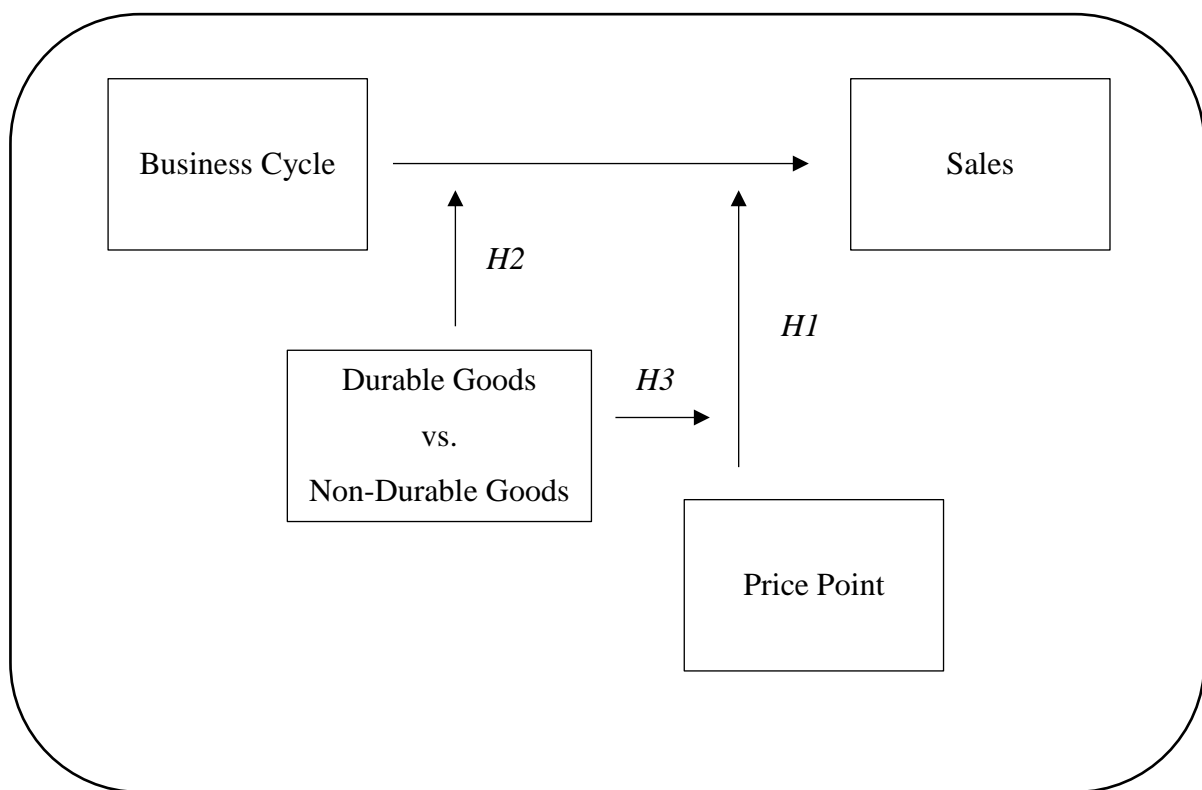 Business Cycle
Sales
H2
H1
Durable Goods
vs.
Non-Durable Goods
H3
Price Point